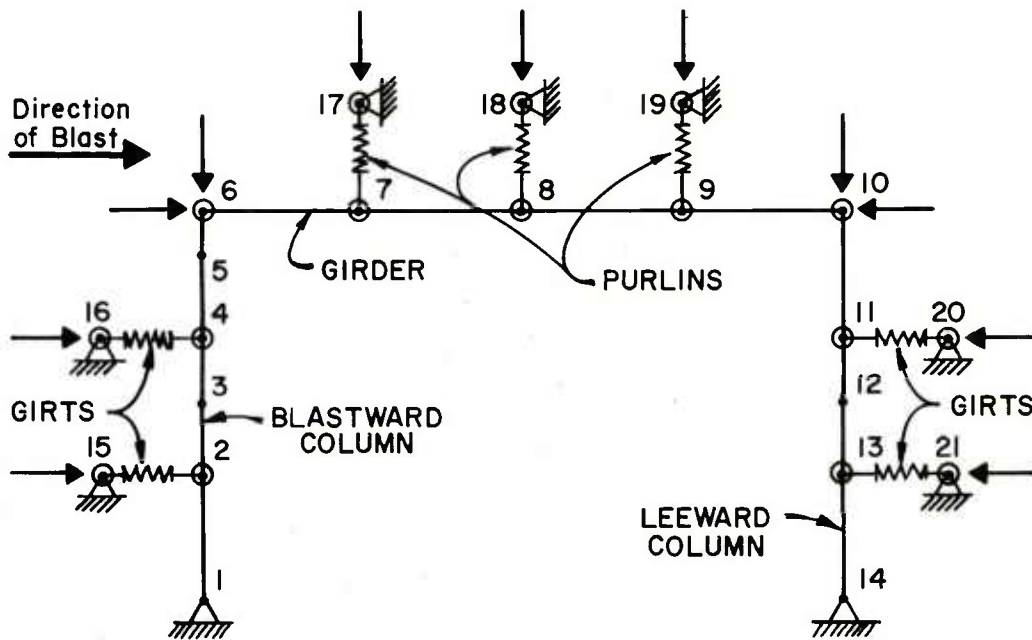 Direction
of Blast
17
18
19
6
7
8
9
10
GIRDER
PURLINS
5
16
4
11
20
3
12
GIRTS
BLASTWARD
COLUMN
GIRTS
15
2
13
21
LEEWARD
COLUMN
1
14